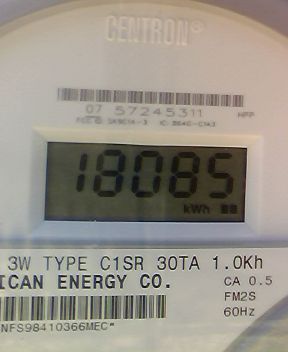 CENTRON®
07 57245311
18085
kWh
3W TYPE C1SR 30TA 1.0Kh
ICAN ENERGY CO. CA 0.5
FM2S
60Hz
NFS98410366MEC*